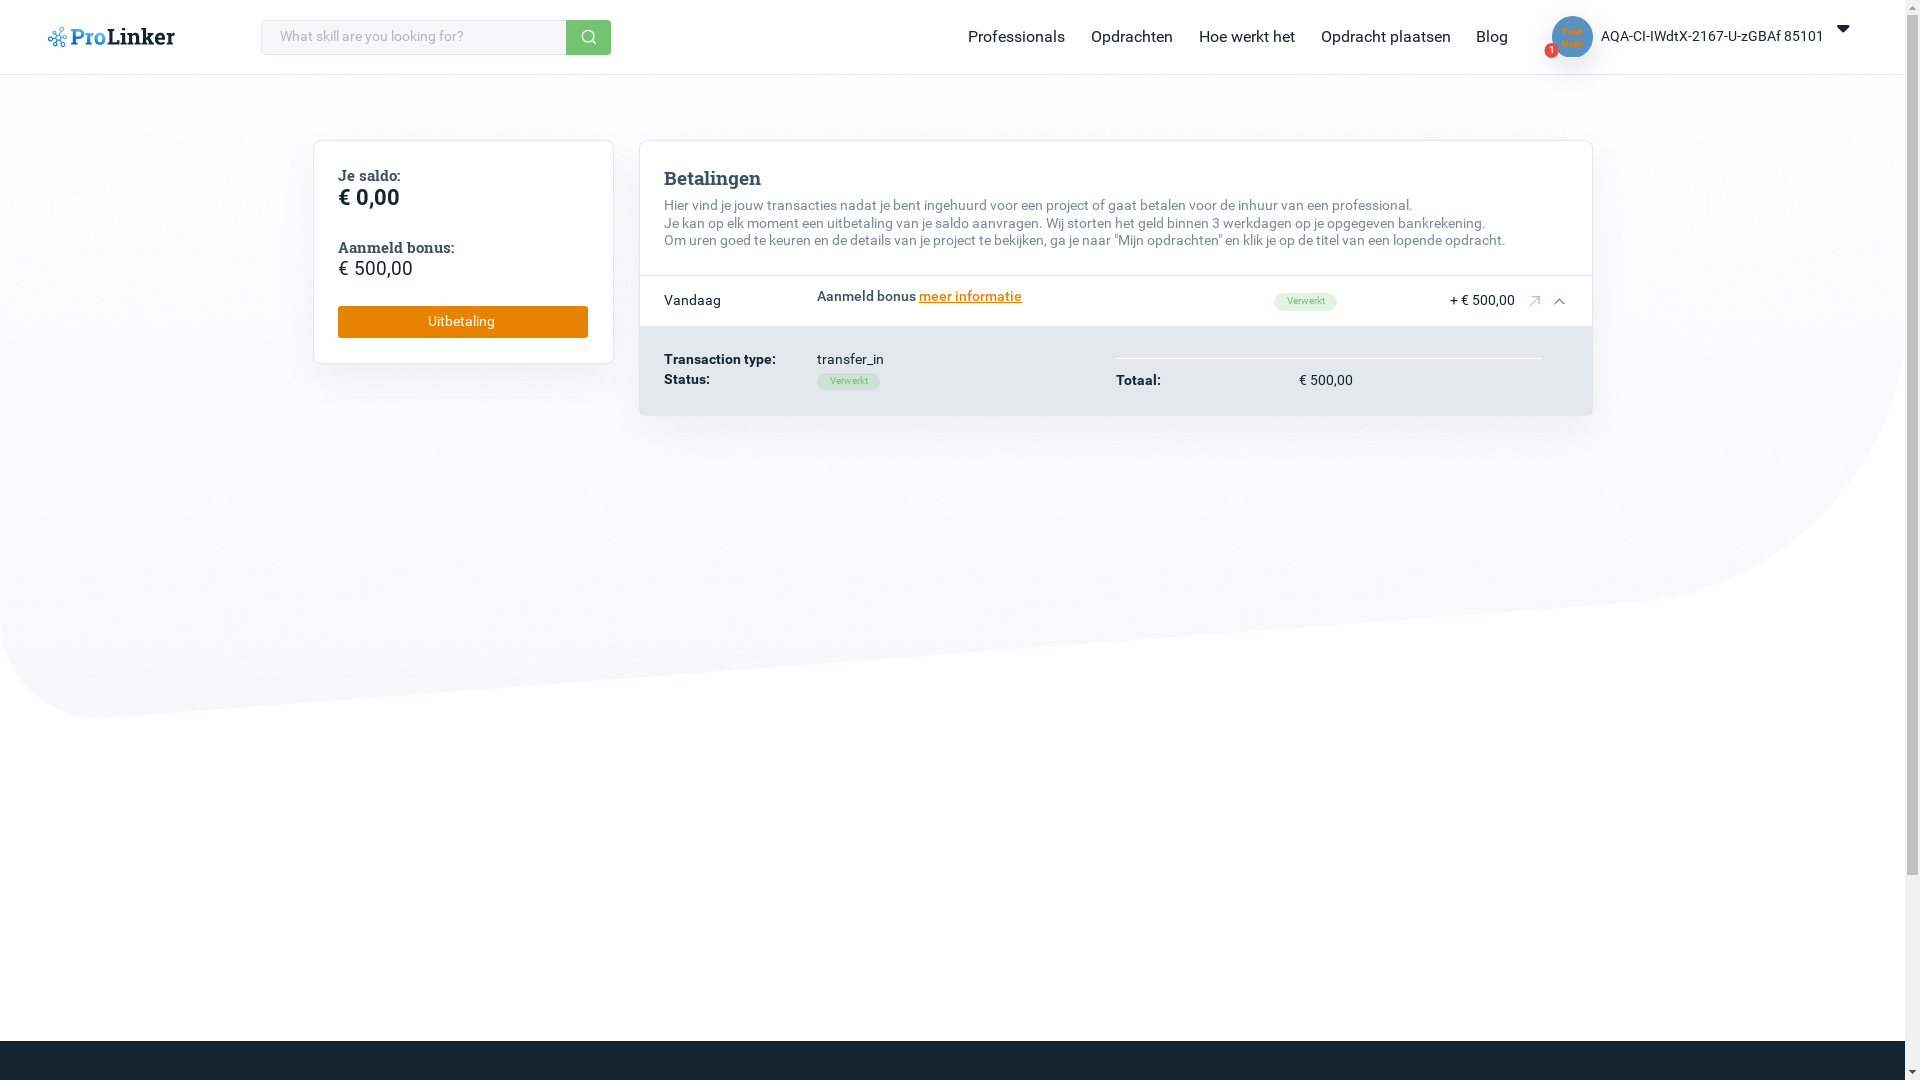 ProLinker
What skill are you looking for?
Professionals
Opdrachten
Hoe werkt het
Opdracht plaatsen
Blog
Test
User
1
AQA-CI-IWdtX-2167-U-zGBAf 85101
Je saldo:
€ 0,00
Aanmeld bonus:
€ 500,00
Uitbetaling
Betalingen
Hier vind je jouw transacties nadat je bent ingehuurd voor een project of gaat betalen voor de inhuur van een professional.
Je kan op elk moment een uitbetaling van je saldo aanvragen. Wij storten het geld binnen 3 werkdagen op je opgegeven bankrekening.
Om uren goed te keuren en de details van je project te bekijken, ga je naar "Mijn opdrachten" en klik je op de titel van een lopende opdracht.
Vandaag
Aanmeld bonus meer informatie
Verwerkt
+ € 500,00
Transaction type: transfer_in
Status: Verwerkt
Totaal: € 500,00